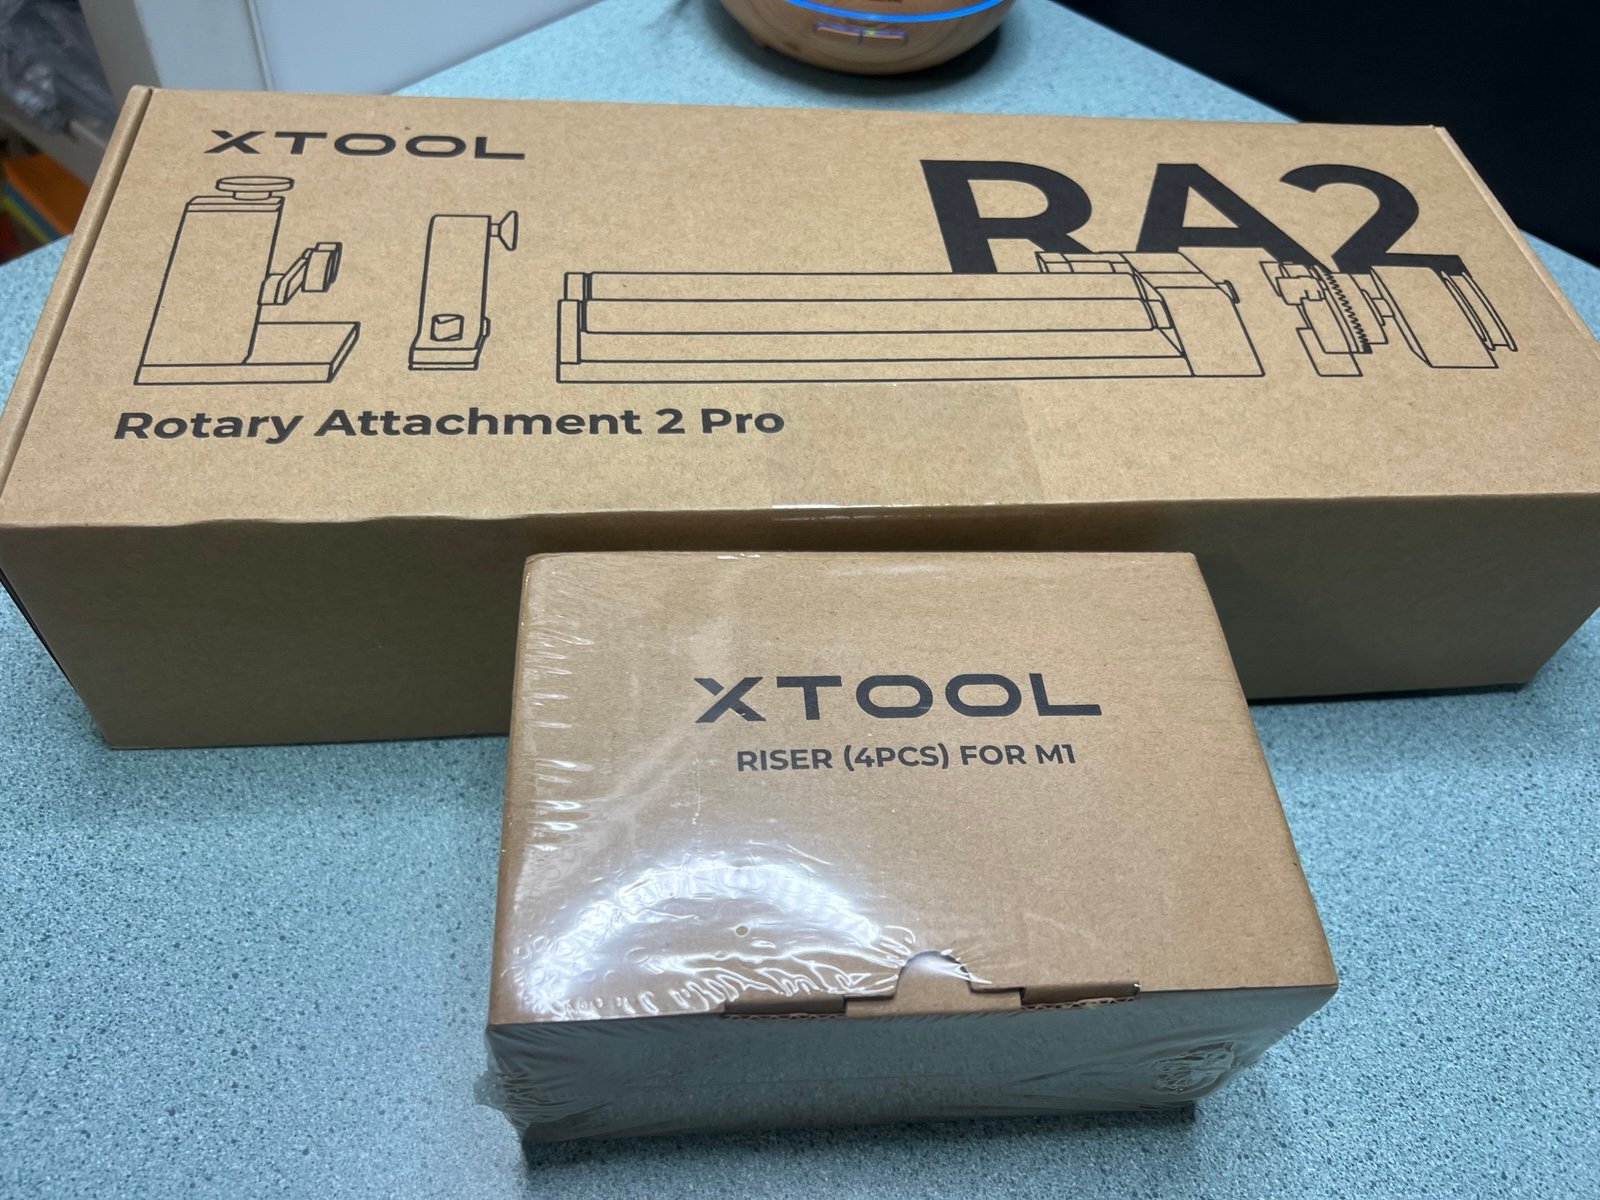 XTOOL
RA2
Rotary Attachment 2 Pro
XTOOL
RISER (4PCS) FOR M1